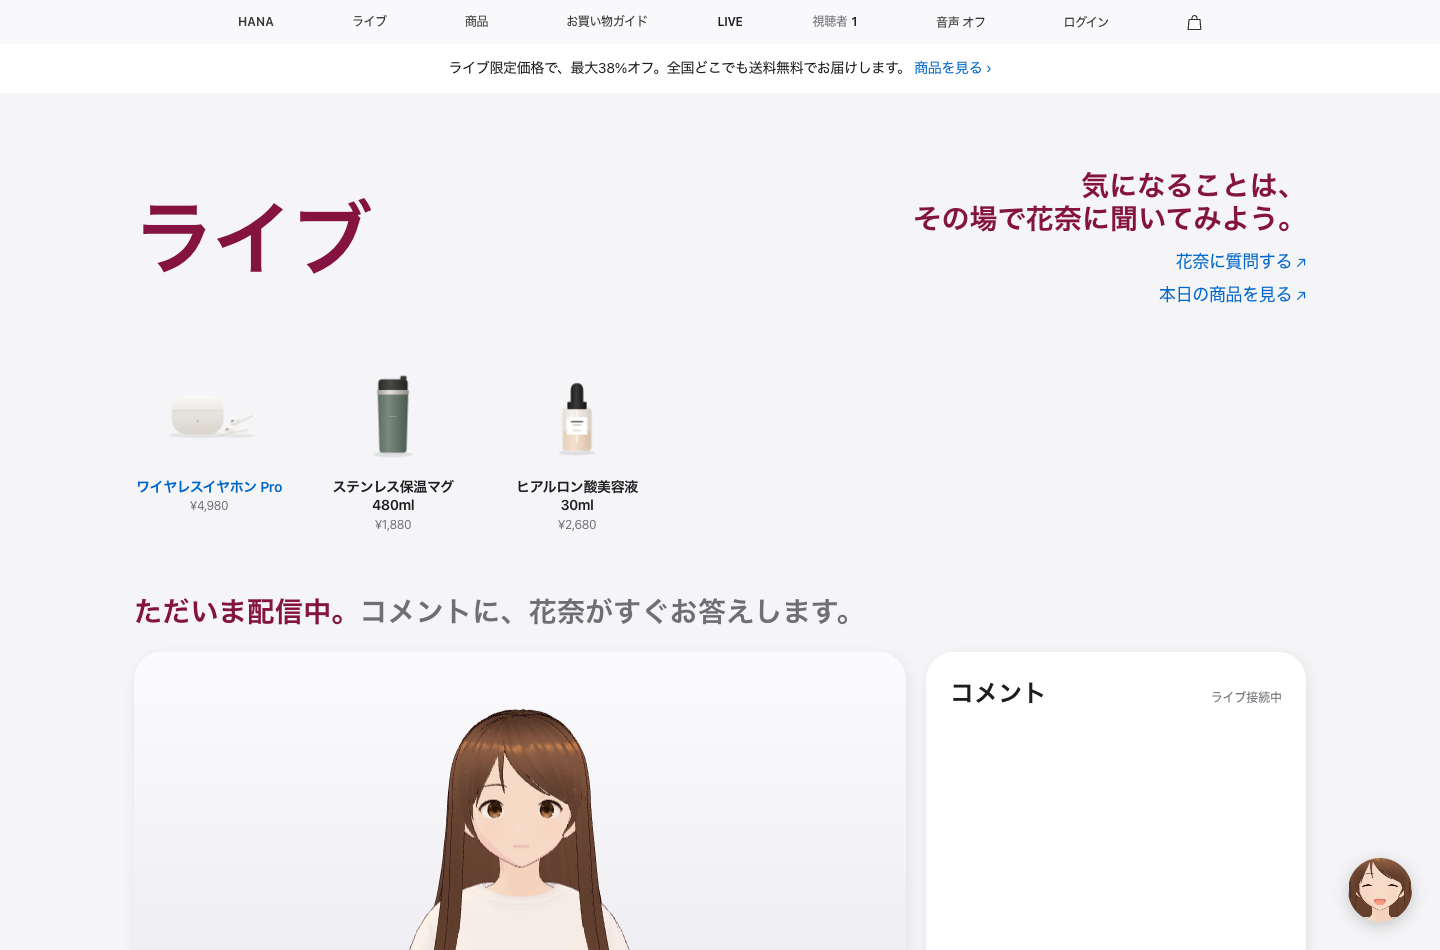 HANA ライブ 商品 お買い物ガイド LIVE 視聴者 1 音声 オフ ログイン
ライブ限定価格で、最大38%オフ。全国どこでも送料無料でお届けします。 商品を見る ›
ライブ
気になることは、
その場で花奈に聞いてみよう。
花奈に質問する
本日の商品を見る
ワイヤレスイヤホン Pro
¥4,980
ステンレス保温マグ
480ml
¥1,880
ヒアルロン酸美容液
30ml
¥2,680
ただいま配信中。コメントに、花奈がすぐお答えします。
コメント
ライブ接続中